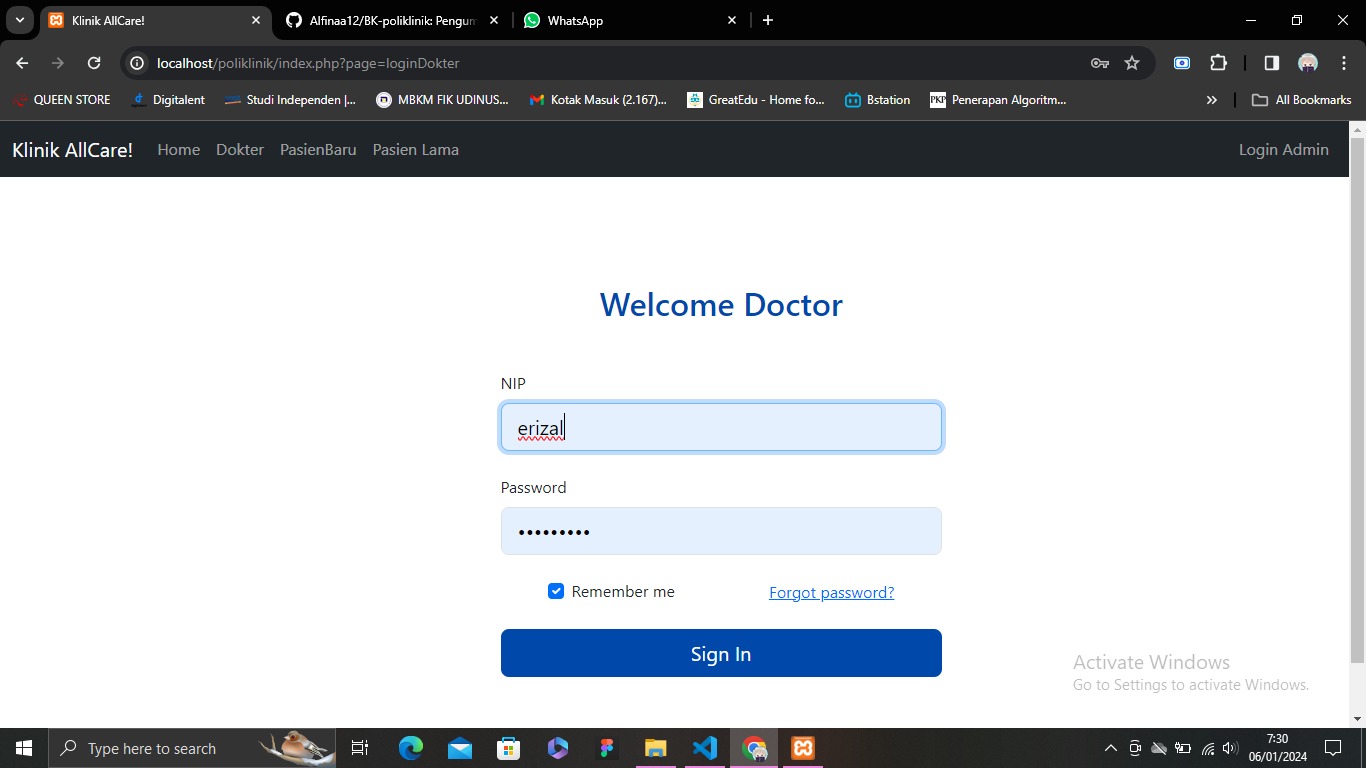 Klinik AllCare!
Alfinaa12/BK-poliklinik: Pengum
WhatsApp
localhost/poliklinik/index.php?page=loginDokter
QUEEN STORE
Digitalent
Studi Independen |...
MBKM FIK UDINUS...
Kotak Masuk (2.167)...
GreatEdu - Home fo...
Bstation
PKP
Penerapan Algoritm...
»
All Bookmarks
Klinik AllCare!
Home
Dokter
PasienBaru
Pasien Lama
Login Admin
Welcome Doctor
NIP
erizal
Password
•••••••••
Remember me
Forgot password?
Sign In
Activate Windows
Go to Settings to activate Windows.
Type here to search
7:30
06/01/2024